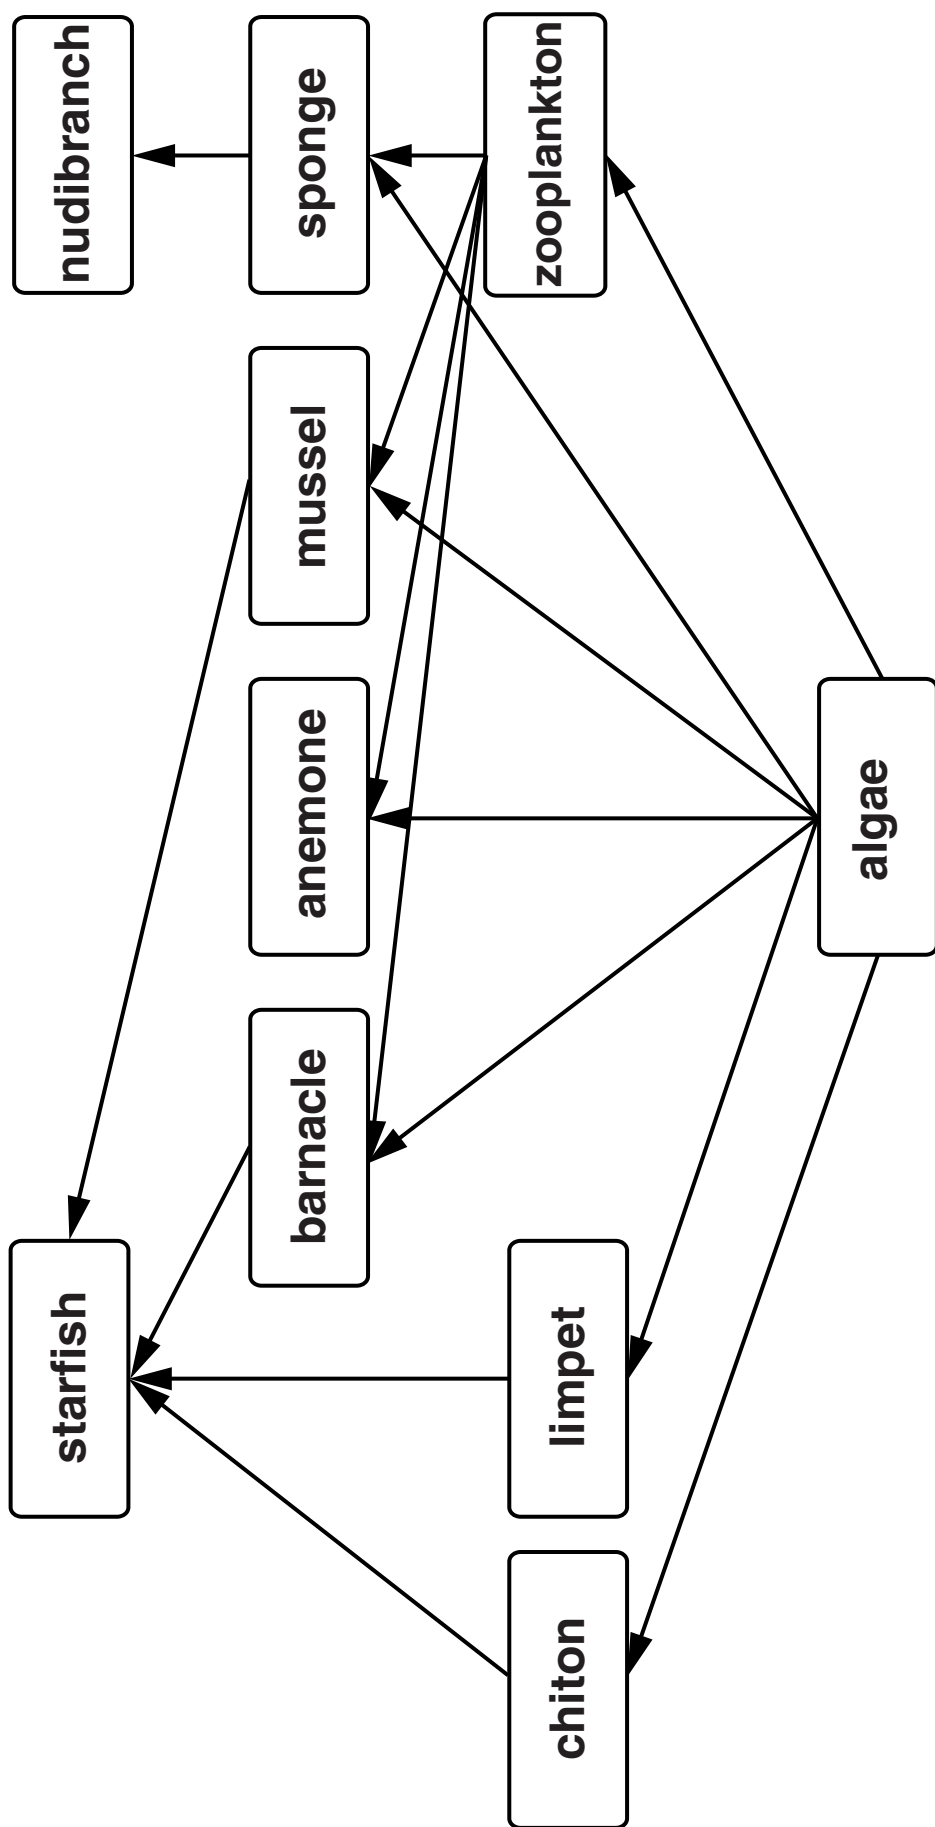 starfish
nudibranch
barnacle
anemone
mussel
sponge
chiton
limpet
zooplankton
algae